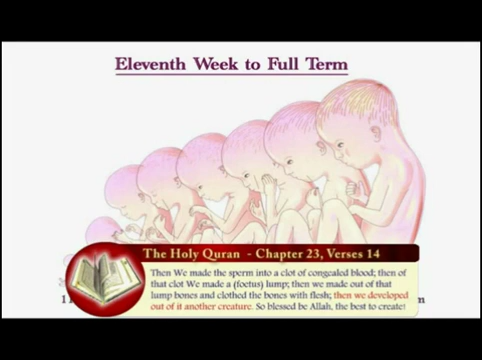 Eleventh Week to Full Term
The Holy Quran - Chapter 23, Verses 14
Then We made the sperm into a clot of congealed blood; then of
that clot We made a (foetus) lump; then we made out of that
lump bones and clothed the bones with flesh; then we developed
out of it another creature. So blessed be Allah, the best to create!